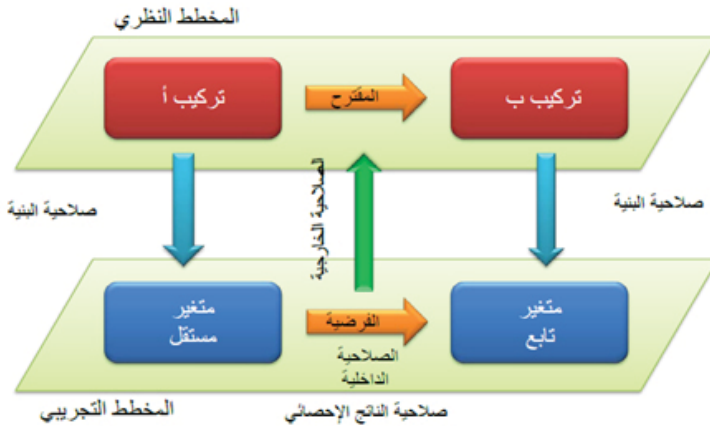 المخطط النظري
تركيب أ
المقترح
تركيب ب
صلاحية البنية
الصلاحية الخارجية
صلاحية البنية
متغير
مستقل
الفرضية
متغير
تابع
الصلاحية
الداخلية
المخطط التجريبي
صلاحية الناتج الإحصائي